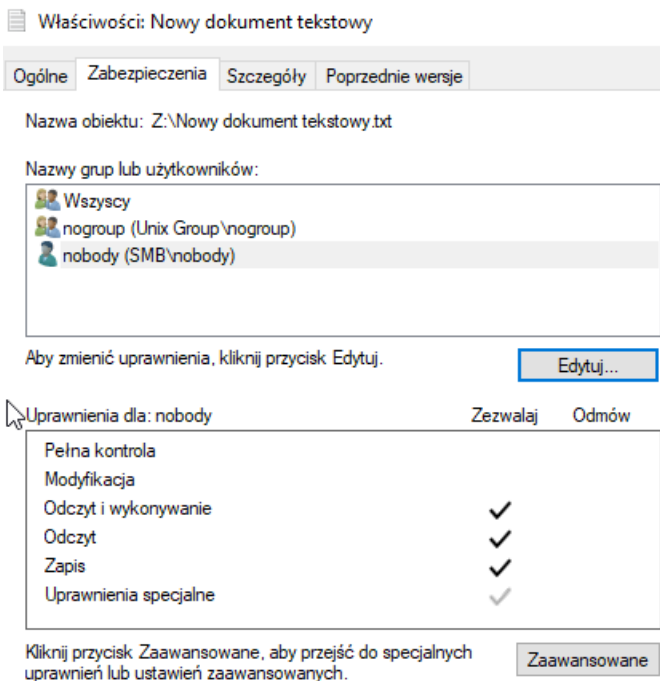 Właściwości: Nowy dokument tekstowy
Ogólne Zabezpieczenia Szczegóły Poprzednie wersje
Nazwa obiektu: Z:\Nowy dokument tekstowy.txt
Nazwy grup lub użytkowników:
Wszyscy
nogroup (Unix Group\nogroup)
nobody (SMB\nobody)
Aby zmienić uprawnienia, kliknij przycisk Edytuj.
Edytuj...
Uprawnienia dla: nobody Zezwalaj Odmów
Pełna kontrola
Modyfikacja
Odczyt i wykonywanie
Odczyt
Zapis
Uprawnienia specjalne
Kliknij przycisk Zaawansowane, aby przejść do specjalnych
uprawnień lub ustawień zaawansowanych.
Zaawansowane